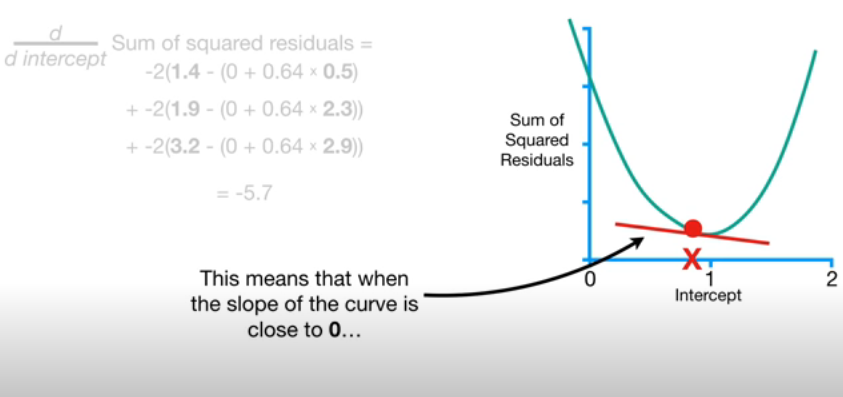 d
d intercept
Sum of squared residuals =
-2(1.4 - (0 + 0.64 × 0.5)
+ -2(1.9 - (0 + 0.64 × 2.3))
+ -2(3.2 - (0 + 0.64 × 2.9))
= -5.7
This means that when
the slope of the curve is
close to 0…
Sum of
Squared
Residuals
X
0
1
2
Intercept